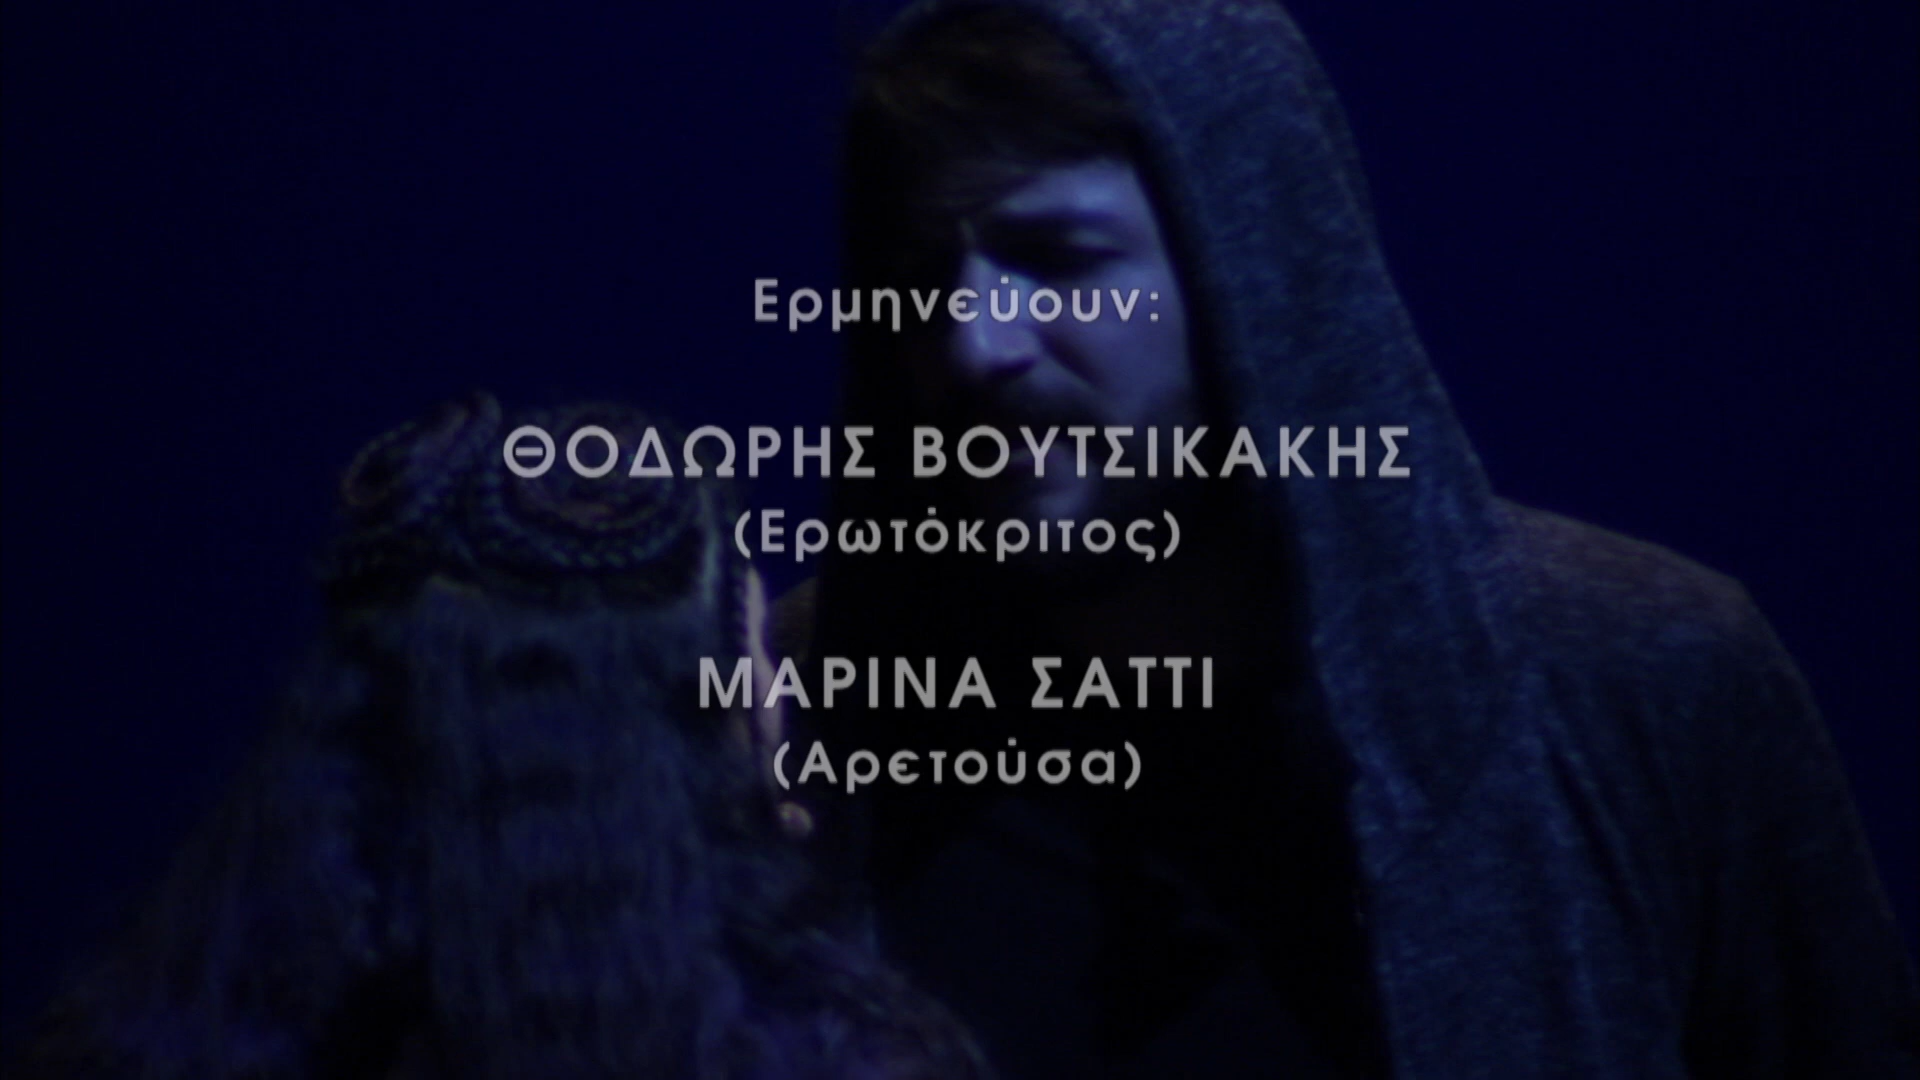 Ερμηνεύουν:
ΘΟΔΩΡΗΣ ΒΟΥΤΣΙΚΑΚΗΣ
(Ερωτόκριτος)
ΜΑΡΙΝΑ ΣΑΤΤΙ
(Αρετούσα)